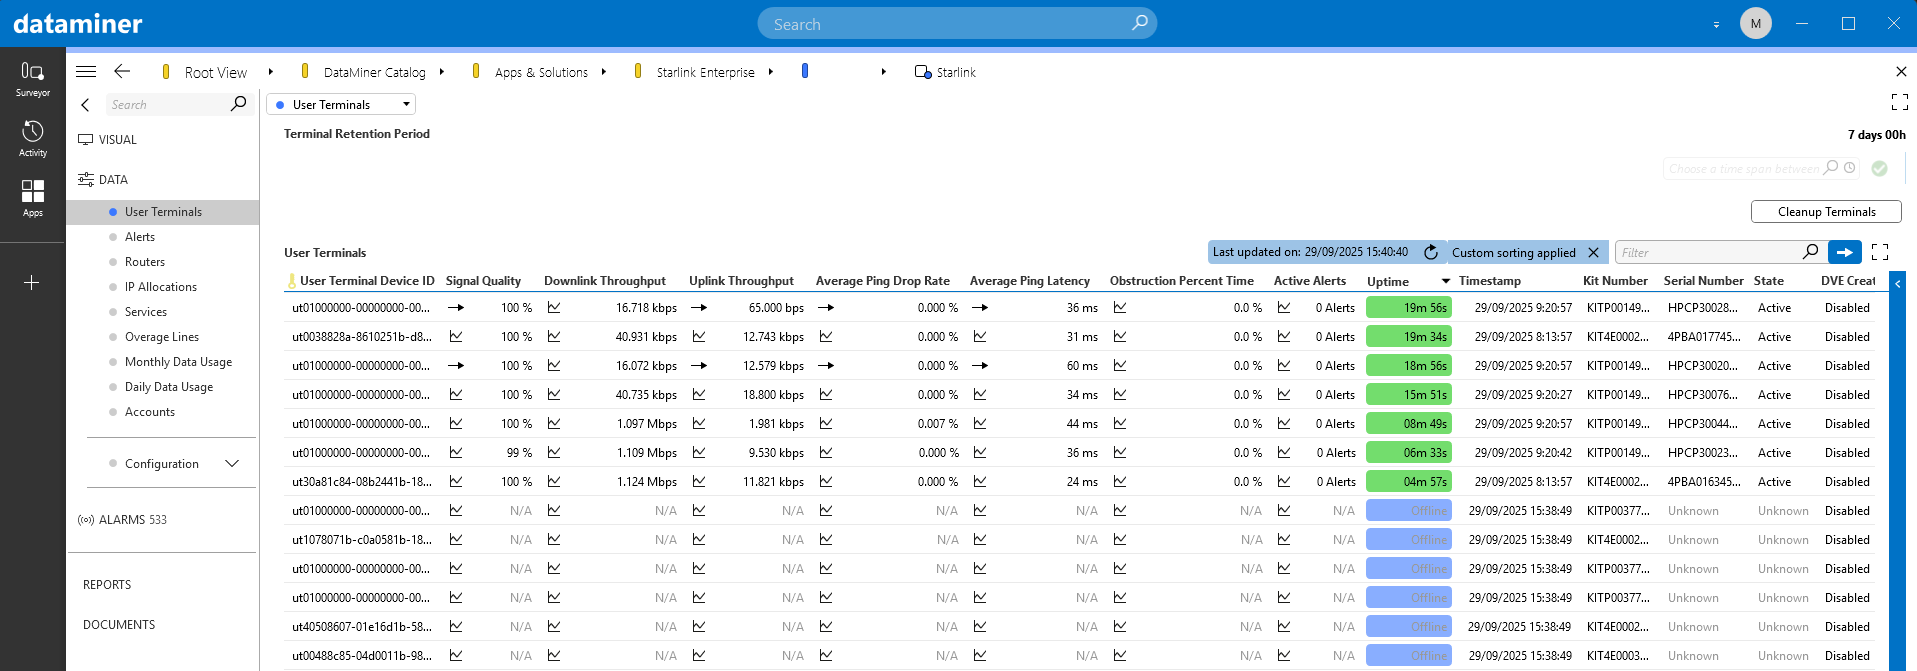 dataminer
Search
M
Surveyor
Activity
Apps
Root View
DataMiner Catalog
Apps & Solutions
Starlink Enterprise
Starlink
Search
VISUAL
DATA
User Terminals
Alerts
Routers
IP Allocations
Services
Overage Lines
Monthly Data Usage
Daily Data Usage
Accounts
Configuration
ALARMS 533
REPORTS
DOCUMENTS
User Terminals
Terminal Retention Period
7 days 00h
Choose a time span between
Cleanup Terminals
User Terminals
Last updated on: 29/09/2025 15:40:40
Custom sorting applied
Filter
User Terminal Device ID Signal Quality Downlink Throughput Uplink Throughput Average Ping Drop Rate Average Ping Latency Obstruction Percent Time Active Alerts Uptime Timestamp Kit Number Serial Number State DVE Creat
ut01000000-00000000-00... 100 % 16.718 kbps 65.000 bps 0.000 % 36 ms 0.0 % 0 Alerts 19m 56s 29/09/2025 9:20:57 KITP00149... HPCP30028... Active Disabled
ut0038828a-8610251b-d8... 100 % 40.931 kbps 12.743 kbps 0.000 % 31 ms 0.0 % 0 Alerts 19m 34s 29/09/2025 8:13:57 KIT4E0002... 4PBA017745... Active Disabled
ut01000000-00000000-00... 100 % 16.072 kbps 12.579 kbps 0.000 % 60 ms 0.0 % 0 Alerts 18m 56s 29/09/2025 9:20:57 KITP00149... HPCP30020... Active Disabled
ut01000000-00000000-00... 100 % 40.735 kbps 18.800 kbps 0.000 % 34 ms 0.0 % 0 Alerts 15m 51s 29/09/2025 9:20:27 KITP00149... HPCP30076... Active Disabled
ut01000000-00000000-00... 100 % 1.097 Mbps 1.981 kbps 0.007 % 44 ms 0.0 % 0 Alerts 08m 49s 29/09/2025 9:20:57 KITP00149... HPCP30044... Active Disabled
ut01000000-00000000-00... 99 % 1.109 Mbps 9.530 kbps 0.000 % 36 ms 0.0 % 0 Alerts 06m 33s 29/09/2025 9:20:42 KITP00149... HPCP30023... Active Disabled
ut30a81c84-08b2441b-18... 100 % 1.124 Mbps 11.821 kbps 0.000 % 24 ms 0.0 % 0 Alerts 04m 57s 29/09/2025 8:13:57 KIT4E0002... 4PBA016345... Active Disabled
ut01000000-00000000-00... N/A N/A N/A N/A N/A N/A N/A Offline 29/09/2025 15:38:49 KITP00377... Unknown Unknown Disabled
ut1078071b-c0a0581b-18... N/A N/A N/A N/A N/A N/A N/A Offline 29/09/2025 15:38:49 KIT4E0002... Unknown Unknown Disabled
ut01000000-00000000-00... N/A N/A N/A N/A N/A N/A N/A Offline 29/09/2025 15:38:49 KITP00377... Unknown Unknown Disabled
ut01000000-00000000-00... N/A N/A N/A N/A N/A N/A N/A Offline 29/09/2025 15:38:49 KITP00377... Unknown Unknown Disabled
ut40508607-01e16d1b-58... N/A N/A N/A N/A N/A N/A N/A Offline 29/09/2025 15:38:49 KIT4E0002... Unknown Unknown Disabled
ut00488c85-04d0011b-98... N/A N/A N/A N/A N/A N/A N/A Offline 29/09/2025 15:38:49 KIT4E0003... Unknown Unknown Disabled